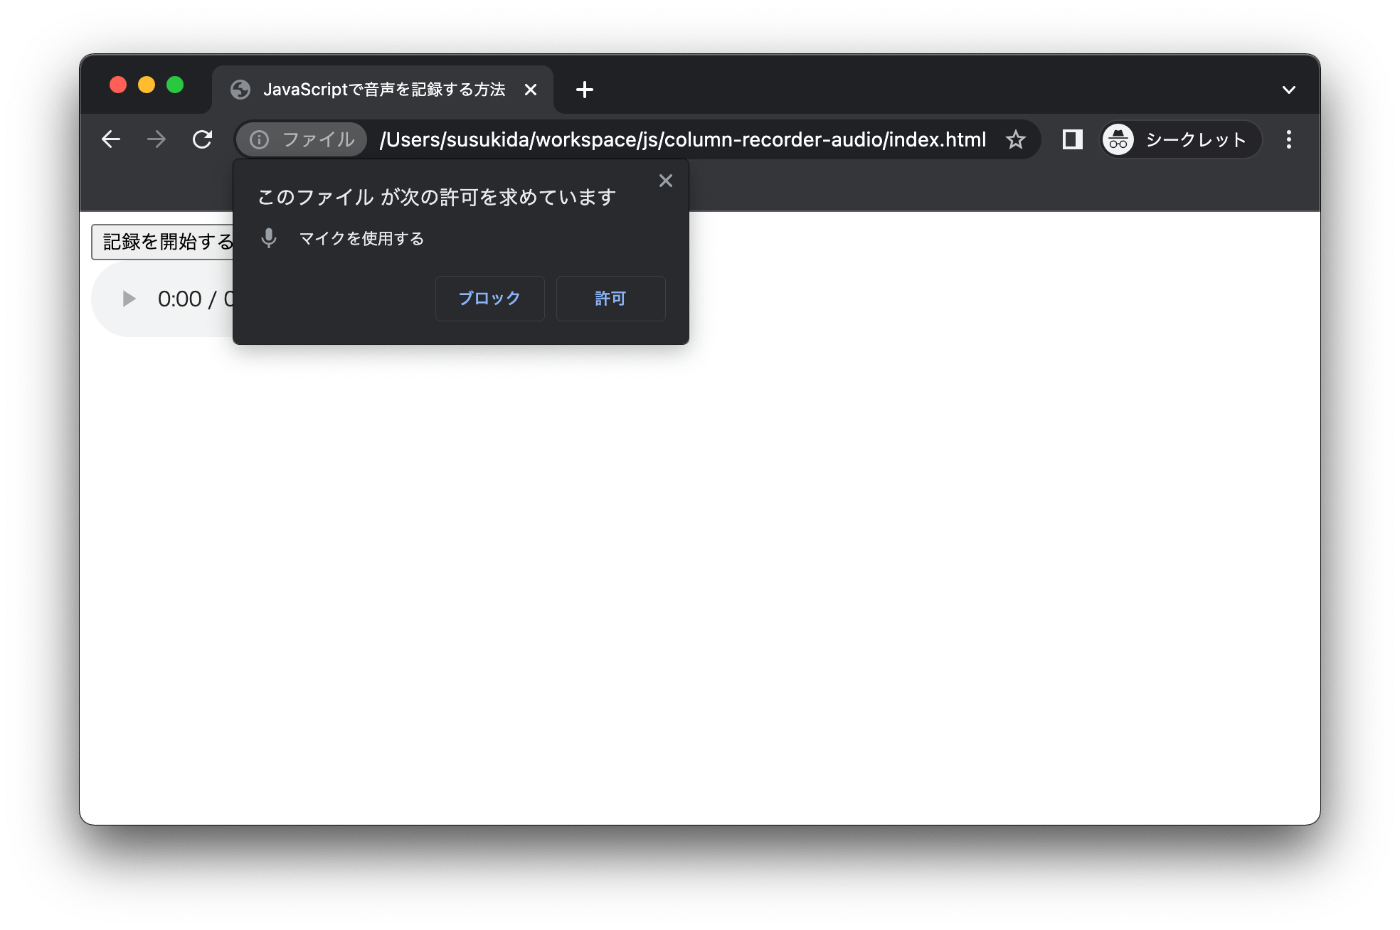 JavaScriptで音声を記録する方法
ファイル /Users/susukida/workspace/js/column-recorder-audio/index.html シークレット
このファイル が次の許可を求めています
マイクを使用する
ブロック 許可
記録を開始する
0:00 / 0